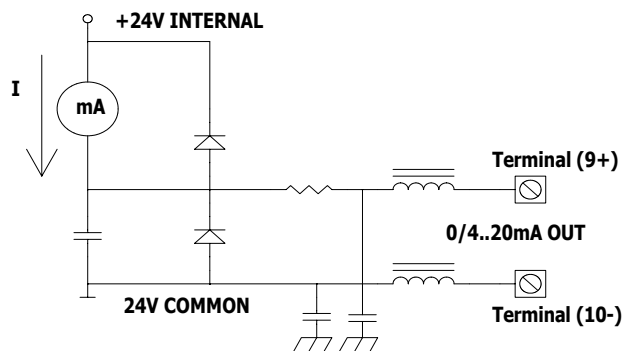 +24V INTERNAL
I
mA
Terminal (9+)
0/4..20mA OUT
24V COMMON
Terminal (10-)